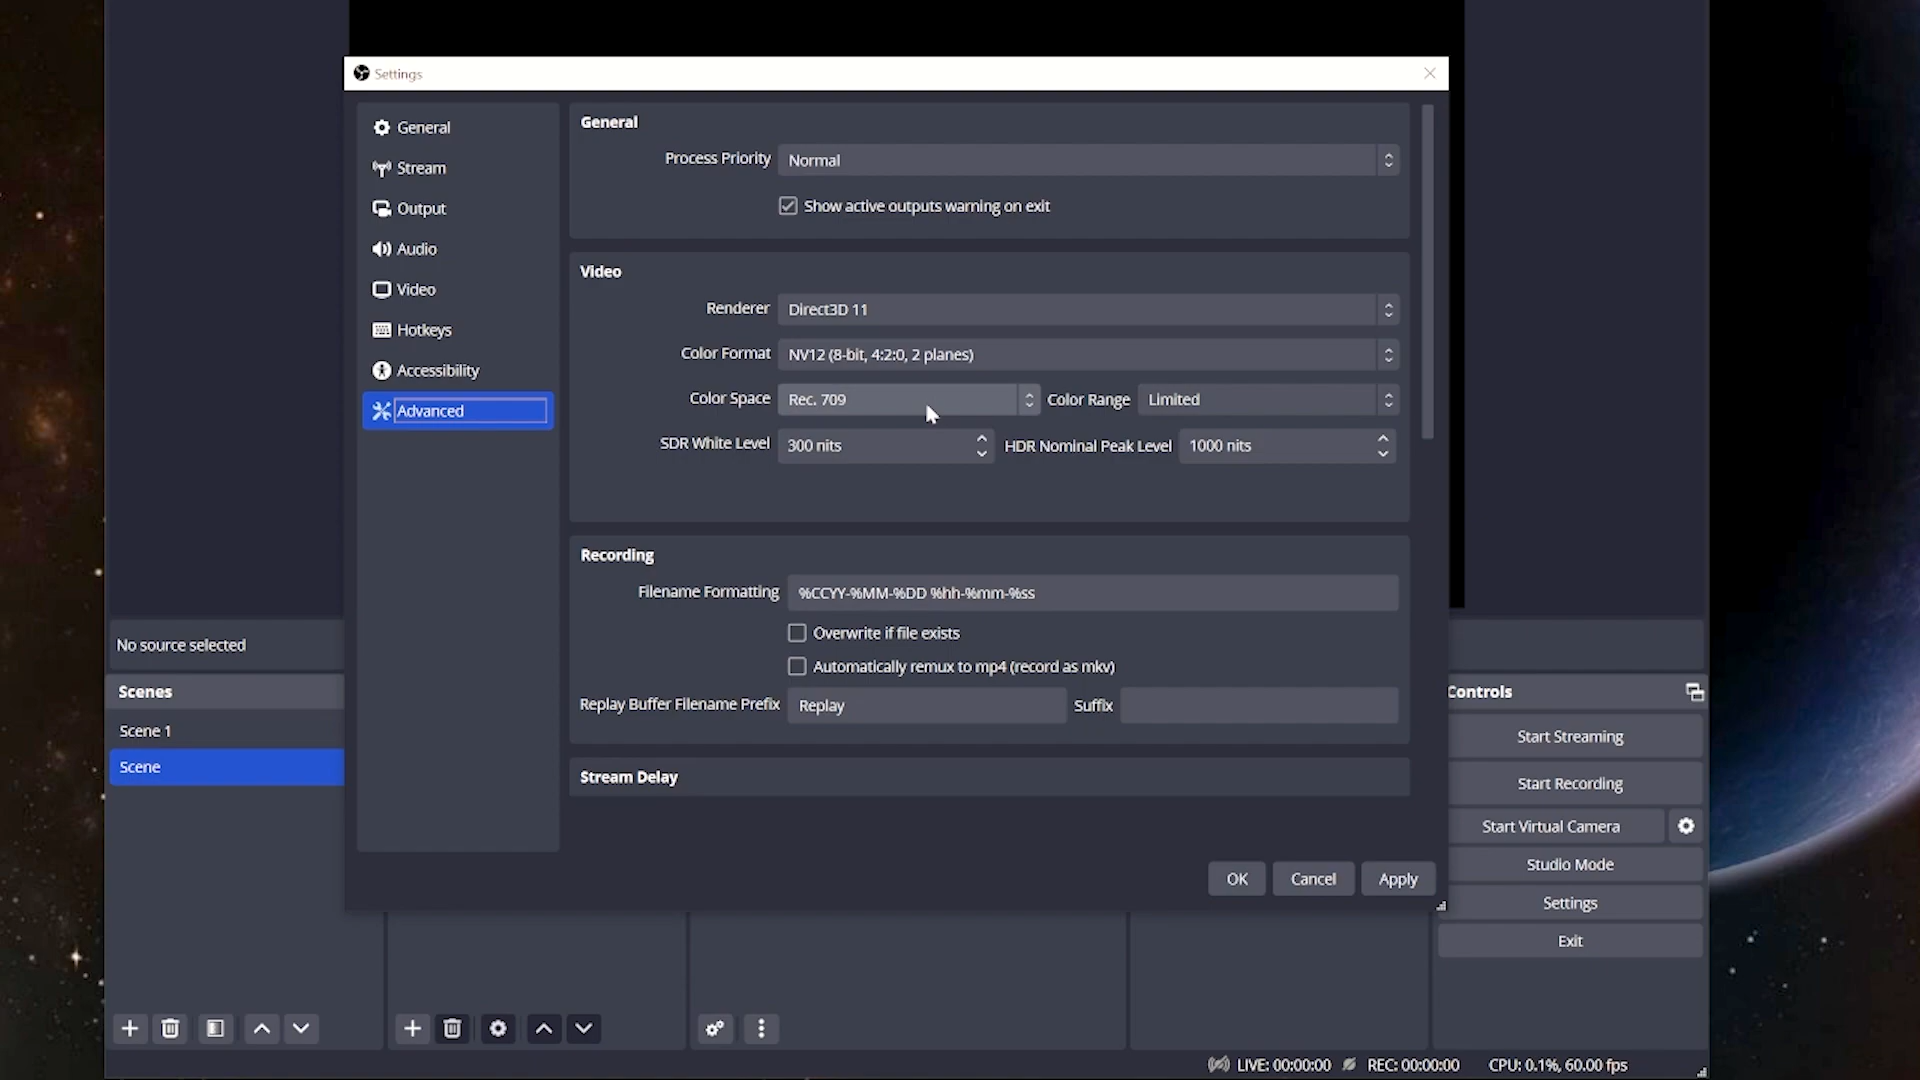 Settings
General
Stream
Output
Audio
Video
Hotkeys
Accessibility
Advanced
General
Process Priority Normal
Show active outputs warning on exit
Video
Renderer Direct3D 11
Color Format NV12 (8-bit, 4:2:0, 2 planes)
Color Space Rec. 709 Color Range Limited
SDR White Level 300 nits HDR Nominal Peak Level 1000 nits
Recording
Filename Formatting %CCYY-%MM-%DD %hh-%mm-%ss
Overwrite if file exists
Automatically remux to mp4 (record as mkv)
Replay Buffer Filename Prefix Replay Suffix
Stream Delay
OK Cancel Apply
No source selected
Scenes
Scene 1
Scene
Controls
Start Streaming
Start Recording
Start Virtual Camera
Studio Mode
Settings
Exit
LIVE: 00:00:00 REC: 00:00:00 CPU: 0.1%, 60.00 fps